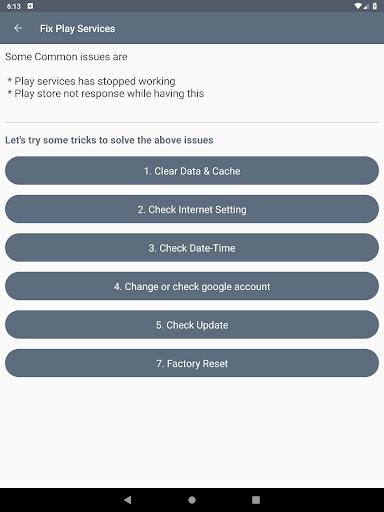 6:13
Fix Play Services
Some Common issues are
* Play services has stopped working
* Play store not response while having this
Let's try some tricks to solve the above issues
1. Clear Data & Cache
2. Check Internet Setting
3. Check Date-Time
4. Change or check google account
5. Check Update
7. Factory Reset